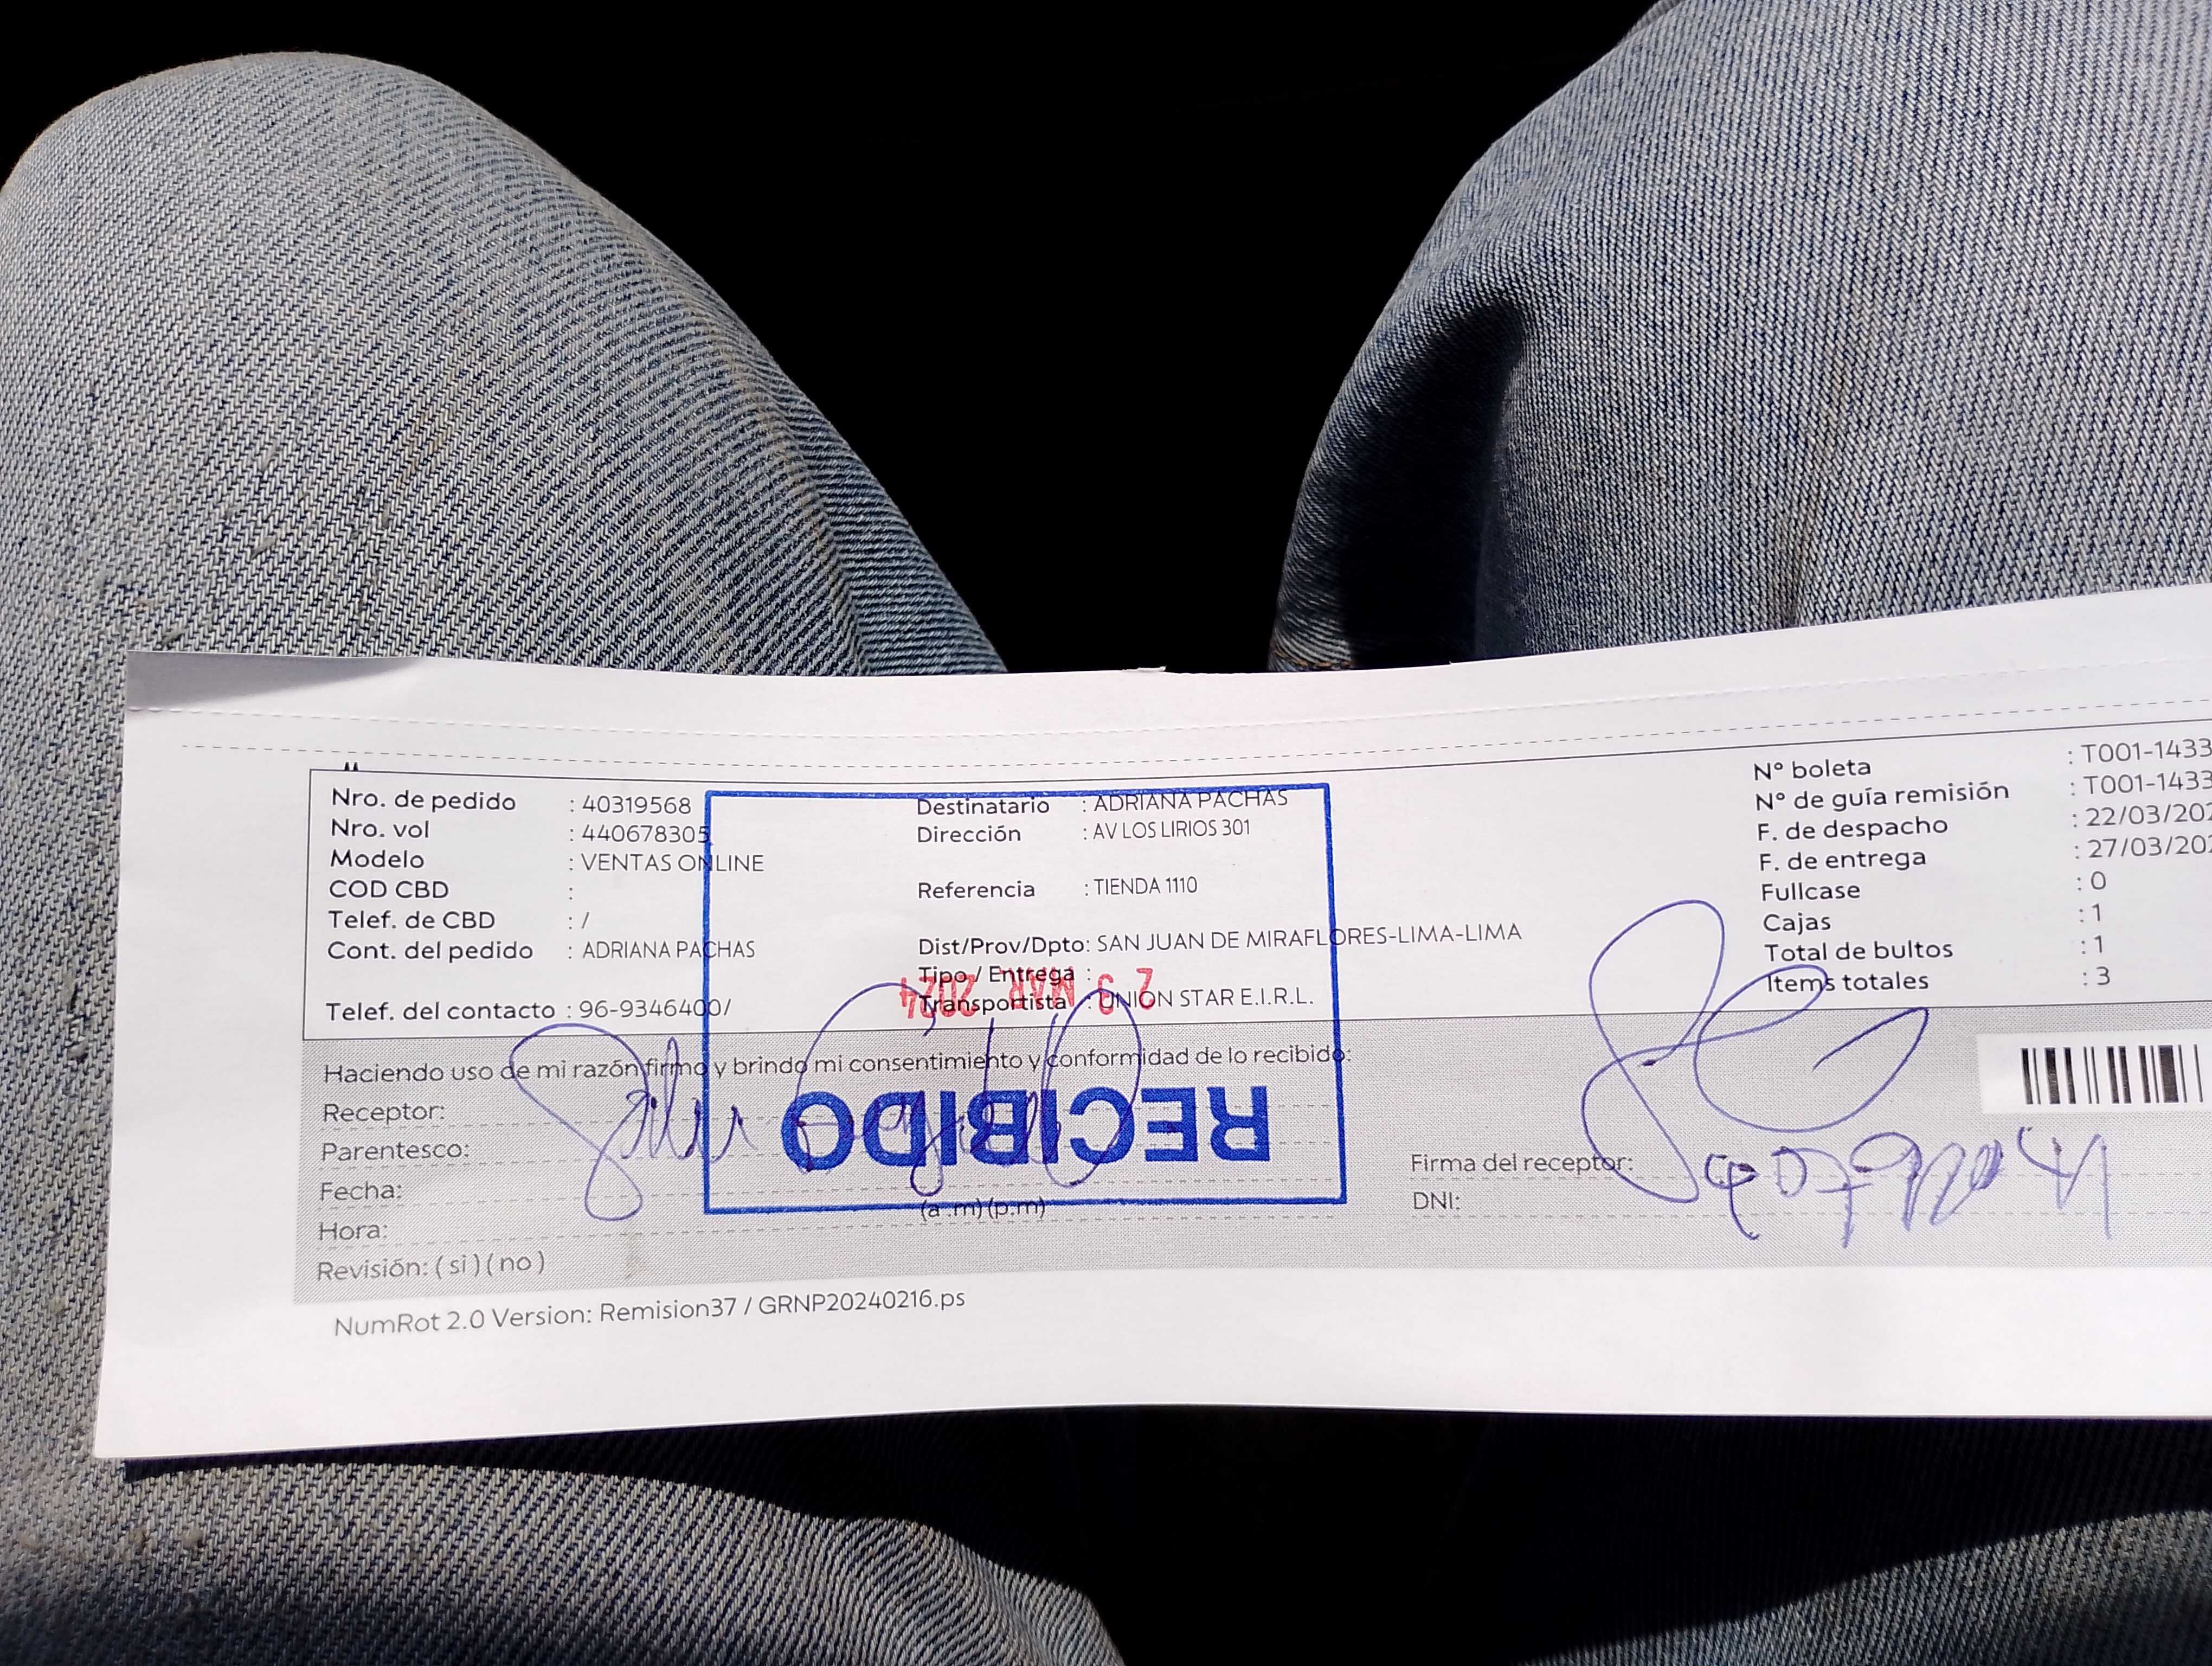 Nro. de pedido : 40319568
Nro. vol : 440678305
Modelo : VENTAS ONLINE
COD CBD :
Telef. de CBD : /
Cont. del pedido : ADRIANA PACHAS
Telef. del contacto : 96-9346400/
Destinatario : ADRIANA PACHAS
Dirección : AV LOS LIRIOS 301
Referencia : TIENDA 1110
Dist/Prov/Dpto: SAN JUAN DE MIRAFLORES-LIMA-LIMA
Tipo / Entrega :
Transportista : UNION STAR E.I.R.L.
N° boleta : T001-1433
N° de guía remisión : T001-1433
F. de despacho : 22/03/202
F. de entrega : 27/03/202
Fullcase : 0
Cajas : 1
Total de bultos : 1
Items totales : 3
23 MAR 2024
RECIBIDO
Haciendo uso de mi razón firmo y brindo mi consentimiento y conformidad de lo recibido:
Receptor:
Parentesco:
Fecha:
Hora: (a.m)(p.m)
Revisión: (si)(no)
Firma del receptor:
DNI:
NumRot 2.0 Version: Remision37 / GRNP20240216.ps